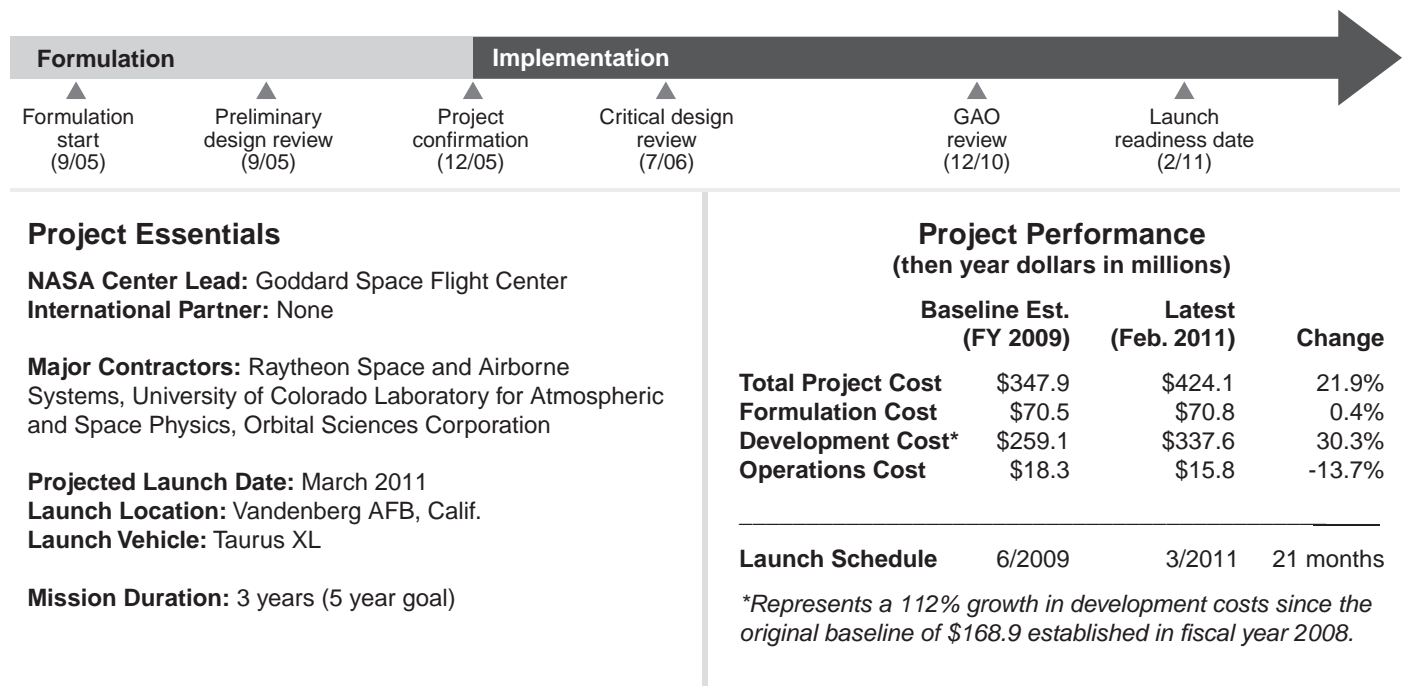 Formulation
Implementation
Formulation start (9/05)
Preliminary design review (9/05)
Project confirmation (12/05)
Critical design review (7/06)
GAO review (12/10)
Launch readiness date (2/11)
Project Essentials
NASA Center Lead: Goddard Space Flight Center
International Partner: None
Major Contractors: Raytheon Space and Airborne
Systems, University of Colorado Laboratory for Atmospheric
and Space Physics, Orbital Sciences Corporation
Projected Launch Date: March 2011
Launch Location: Vandenberg AFB, Calif.
Launch Vehicle: Taurus XL
Mission Duration: 3 years (5 year goal)
Project Performance
(then year dollars in millions)
Baseline Est. Latest
(FY 2009) (Feb. 2011) Change
Total Project Cost $347.9 $424.1 21.9%
Formulation Cost $70.5 $70.8 0.4%
Development Cost* $259.1 $337.6 30.3%
Operations Cost $18.3 $15.8 -13.7%
Launch Schedule 6/2009 3/2011 21 months
*Represents a 112% growth in development costs since the
original baseline of $168.9 established in fiscal year 2008.